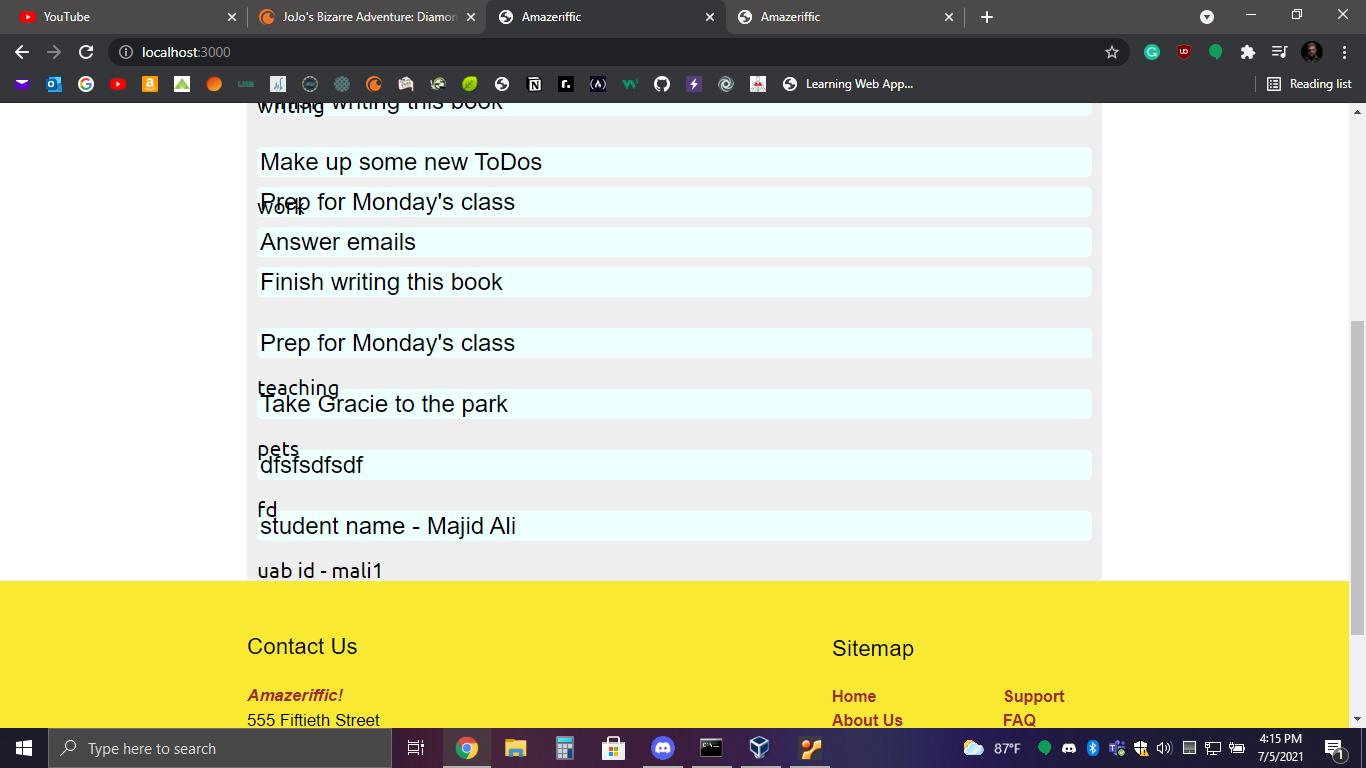 YouTube
JoJo's Bizarre Adventure: Diamon
Amazeriffic
Amazeriffic
localhost:3000
Learning Web App...
Reading list
Finish writing this book
writing
Make up some new ToDos
Prep for Monday's class
work
Answer emails
Finish writing this book
Prep for Monday's class
teaching
Take Gracie to the park
pets
dfsfsdfsdf
fd
student name - Majid Ali
uab id - mali1
Contact Us
Sitemap
Amazeriffic!
Home
Support
555 Fiftieth Street
About Us
FAQ
Type here to search
87°F
4:15 PM
7/5/2021
1